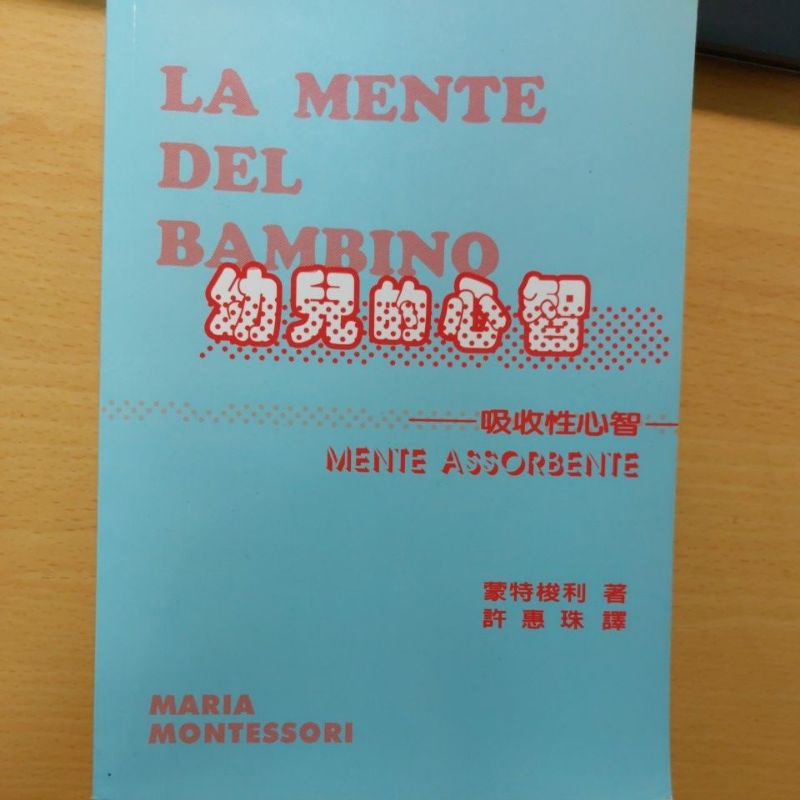 LA MENTE
DEL
BAMBINO
幼兒的心智
——吸收性心智—
MENTE ASSORBENTE
蒙特梭利 著
許惠珠 譯
MARIA
MONTESSORI